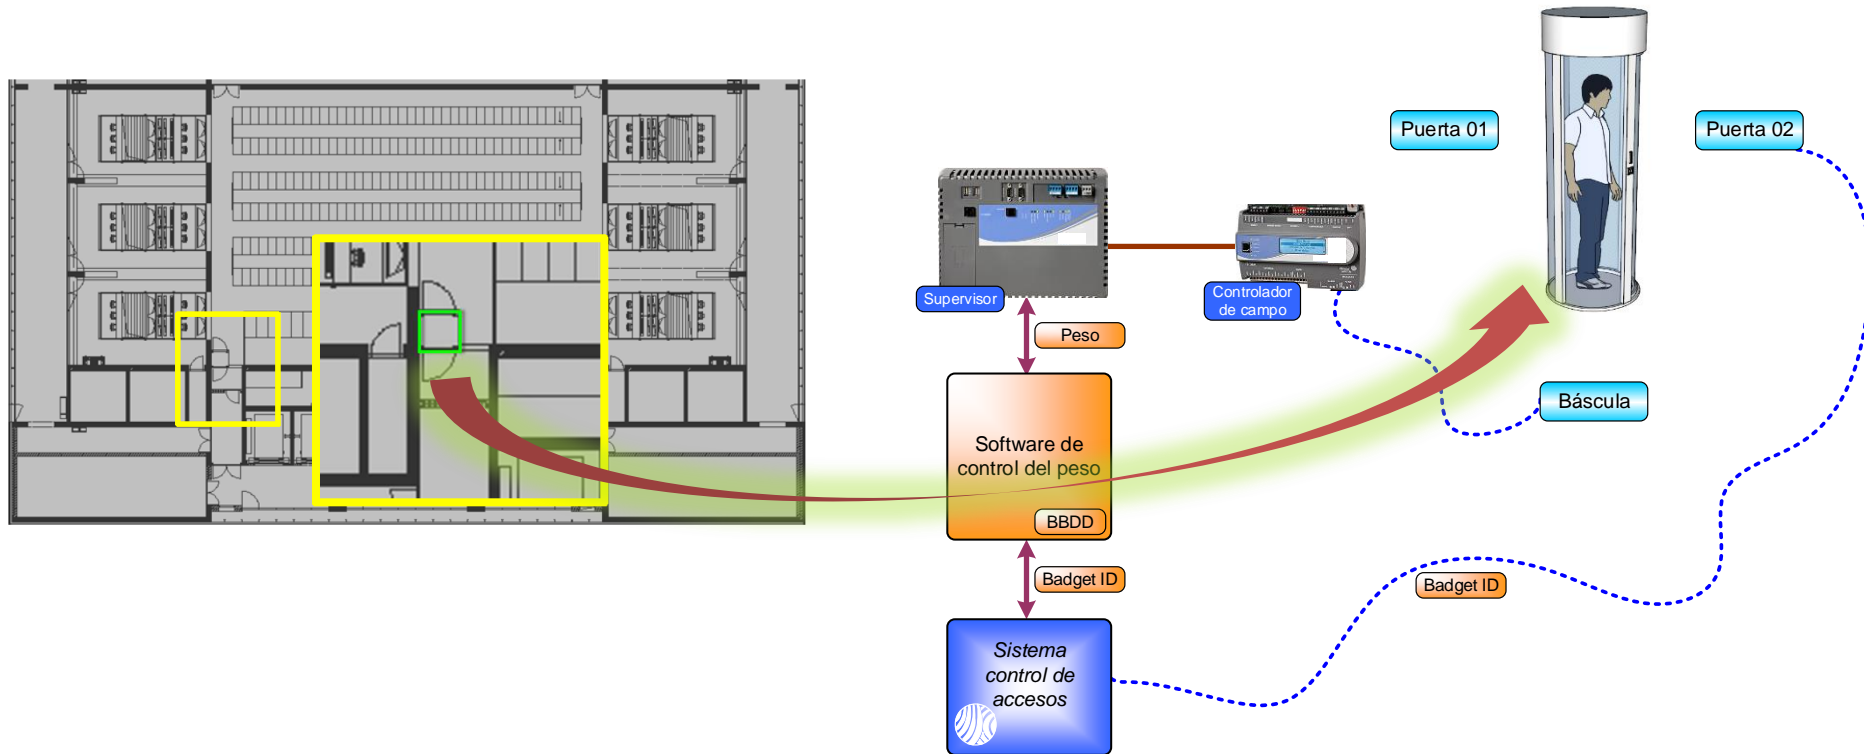 Puerta 01
Puerta 02
Supervisor
Controlador
de campo
Peso
Báscula
Software de
control del peso
BBDD
Badget ID
Badget ID
Sistema
control de
accesos